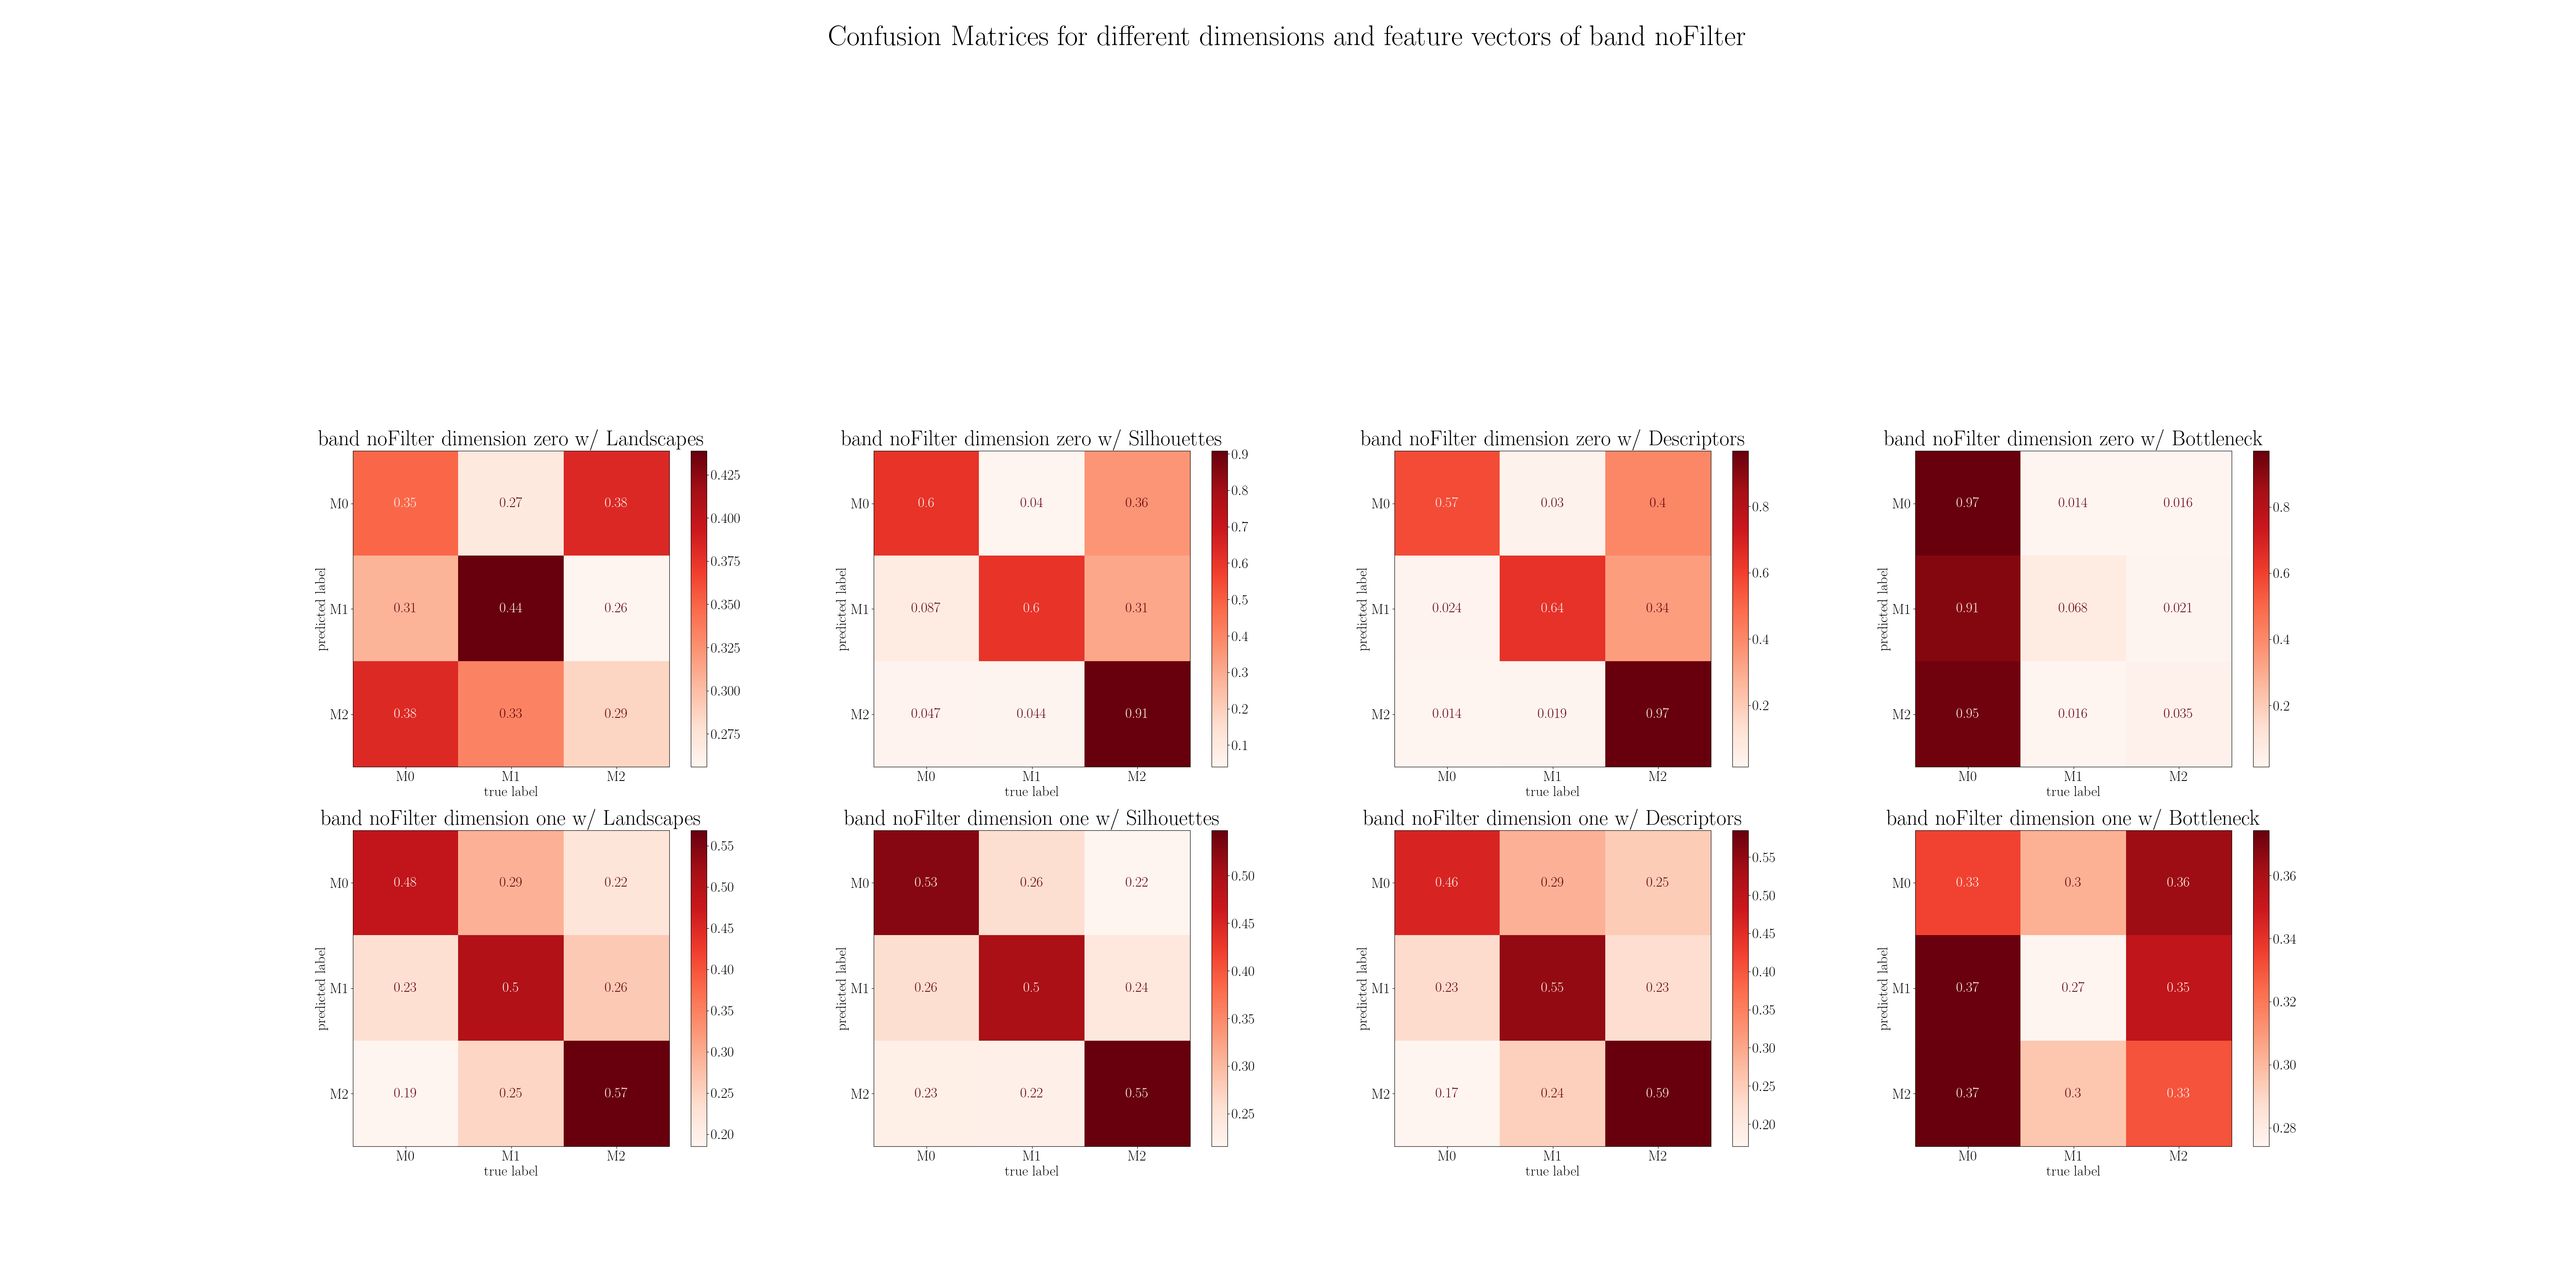 Confusion Matrices for different dimensions and feature vectors of band noFilter
band noFilter dimension zero w/ Landscapes
M0
0.35
0.27
0.38
M1
0.31
0.44
0.26
M2
0.38
0.33
0.29
M0
M1
M2
true label
predicted label
0.425
0.400
0.375
0.350
0.325
0.300
0.275
band noFilter dimension zero w/ Silhouettes
M0
0.6
0.04
0.36
M1
0.087
0.6
0.31
M2
0.047
0.044
0.91
M0
M1
M2
true label
predicted label
0.9
0.8
0.7
0.6
0.5
0.4
0.3
0.2
0.1
band noFilter dimension zero w/ Descriptors
M0
0.57
0.03
0.4
M1
0.024
0.64
0.34
M2
0.014
0.019
0.97
M0
M1
M2
true label
predicted label
0.8
0.6
0.4
0.2
band noFilter dimension zero w/ Bottleneck
M0
0.97
0.014
0.016
M1
0.91
0.068
0.021
M2
0.95
0.016
0.035
M0
M1
M2
true label
predicted label
0.8
0.6
0.4
0.2
band noFilter dimension one w/ Landscapes
M0
0.48
0.29
0.22
M1
0.23
0.5
0.26
M2
0.19
0.25
0.57
M0
M1
M2
true label
predicted label
0.55
0.50
0.45
0.40
0.35
0.30
0.25
0.20
band noFilter dimension one w/ Silhouettes
M0
0.53
0.26
0.22
M1
0.26
0.5
0.24
M2
0.23
0.22
0.55
M0
M1
M2
true label
predicted label
0.50
0.45
0.40
0.35
0.30
0.25
band noFilter dimension one w/ Descriptors
M0
0.46
0.29
0.25
M1
0.23
0.55
0.23
M2
0.17
0.24
0.59
M0
M1
M2
true label
predicted label
0.55
0.50
0.45
0.40
0.35
0.30
0.25
0.20
band noFilter dimension one w/ Bottleneck
M0
0.33
0.3
0.36
M1
0.37
0.27
0.35
M2
0.37
0.3
0.33
M0
M1
M2
true label
predicted label
0.36
0.34
0.32
0.30
0.28